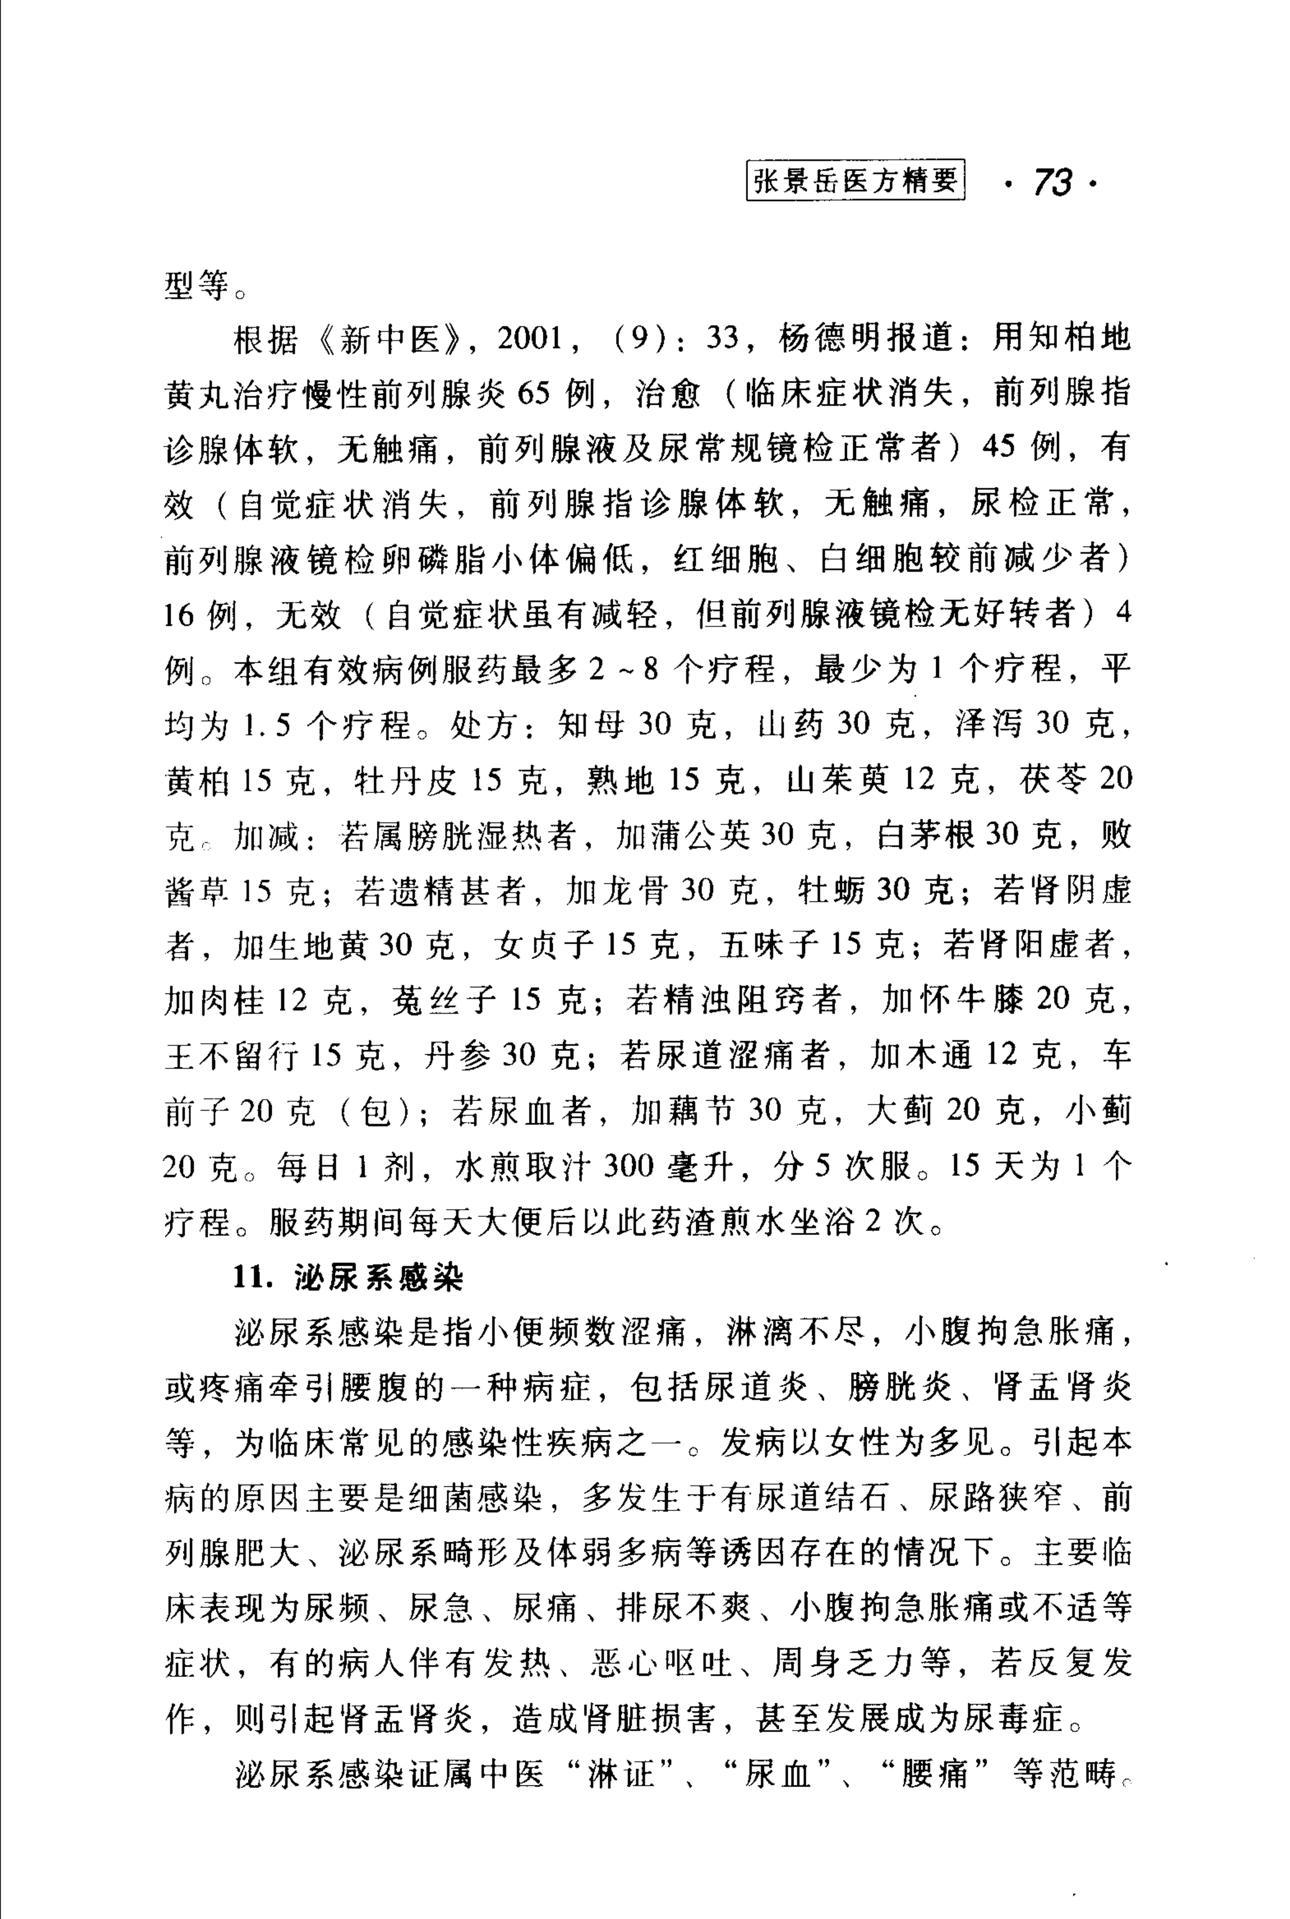 张景岳医方精要 · 73 ·
型等。
根据《新中医》，2001，（9）：33，杨德明报道：用知柏地
黄丸治疗慢性前列腺炎 65 例，治愈（临床症状消失，前列腺指
诊腺体软，无触痛，前列腺液及尿常规镜检正常者）45 例，有
效（自觉症状消失，前列腺指诊腺体软，无触痛，尿检正常，
前列腺液镜检卵磷脂小体偏低，红细胞、白细胞较前减少者）
16 例，无效（自觉症状虽有减轻，但前列腺液镜检无好转者）4
例。本组有效病例服药最多 2～8 个疗程，最少为 1 个疗程，平
均为 1.5 个疗程。处方：知母 30 克，山药 30 克，泽泻 30 克，
黄柏 15 克，牡丹皮 15 克，熟地 15 克，山茱萸 12 克，茯苓 20
克。加减：若属膀胱湿热者，加蒲公英 30 克，白茅根 30 克，败
酱草 15 克；若遗精甚者，加龙骨 30 克，牡蛎 30 克；若肾阴虚
者，加生地黄 30 克，女贞子 15 克，五味子 15 克；若肾阳虚者，
加肉桂 12 克，菟丝子 15 克；若精浊阻窍者，加怀牛膝 20 克，
王不留行 15 克，丹参 30 克；若尿道涩痛者，加木通 12 克，车
前子 20 克（包）；若尿血者，加藕节 30 克，大蓟 20 克，小蓟
20 克。每日 1 剂，水煎取汁 300 毫升，分 5 次服。15 天为 1 个
疗程。服药期间每天大便后以此药渣煎水坐浴 2 次。
11. 泌尿系感染
泌尿系感染是指小便频数涩痛，淋漓不尽，小腹拘急胀痛，
或疼痛牵引腰腹的一种病症，包括尿道炎、膀胱炎、肾盂肾炎
等，为临床常见的感染性疾病之一。发病以女性为多见。引起本
病的原因主要是细菌感染，多发生于有尿道结石、尿路狭窄、前
列腺肥大、泌尿系畸形及体弱多病等诱因存在的情况下。主要临
床表现为尿频、尿急、尿痛、排尿不爽、小腹拘急胀痛或不适等
症状，有的病人伴有发热、恶心呕吐、周身乏力等，若反复发
作，则引起肾盂肾炎，造成肾脏损害，甚至发展成为尿毒症。
泌尿系感染证属中医“淋证”、“尿血”、“腰痛”等范畴。